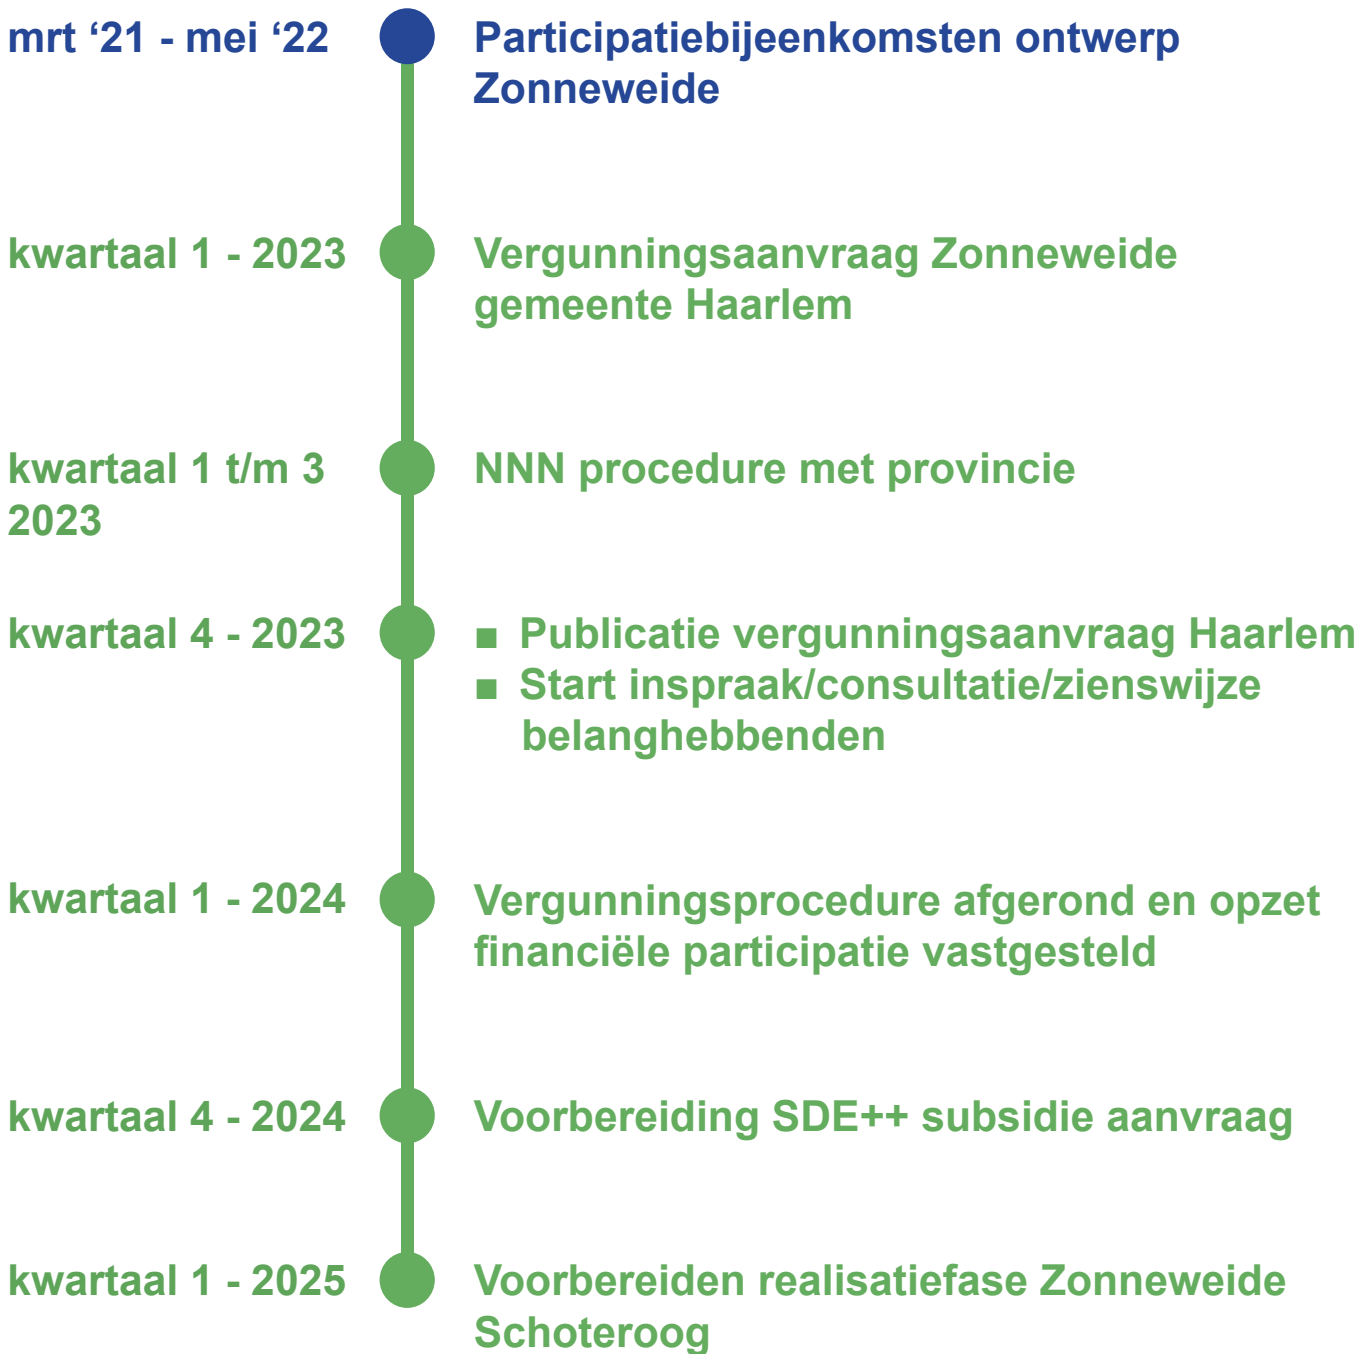 mrt ‘21 - mei ‘22
Participatiebijeenkomsten ontwerp
Zonneweide
kwartaal 1 - 2023
Vergunningsaanvraag Zonneweide
gemeente Haarlem
kwartaal 1 t/m 3
2023
NNN procedure met provincie
kwartaal 4 - 2023
■ Publicatie vergunningsaanvraag Haarlem
■ Start inspraak/consultatie/zienswijze
belanghebbenden
kwartaal 1 - 2024
Vergunningsprocedure afgerond en opzet
financiële participatie vastgesteld
kwartaal 4 - 2024
Voorbereiding SDE++ subsidie aanvraag
kwartaal 1 - 2025
Voorbereiden realisatiefase Zonneweide
Schoteroog